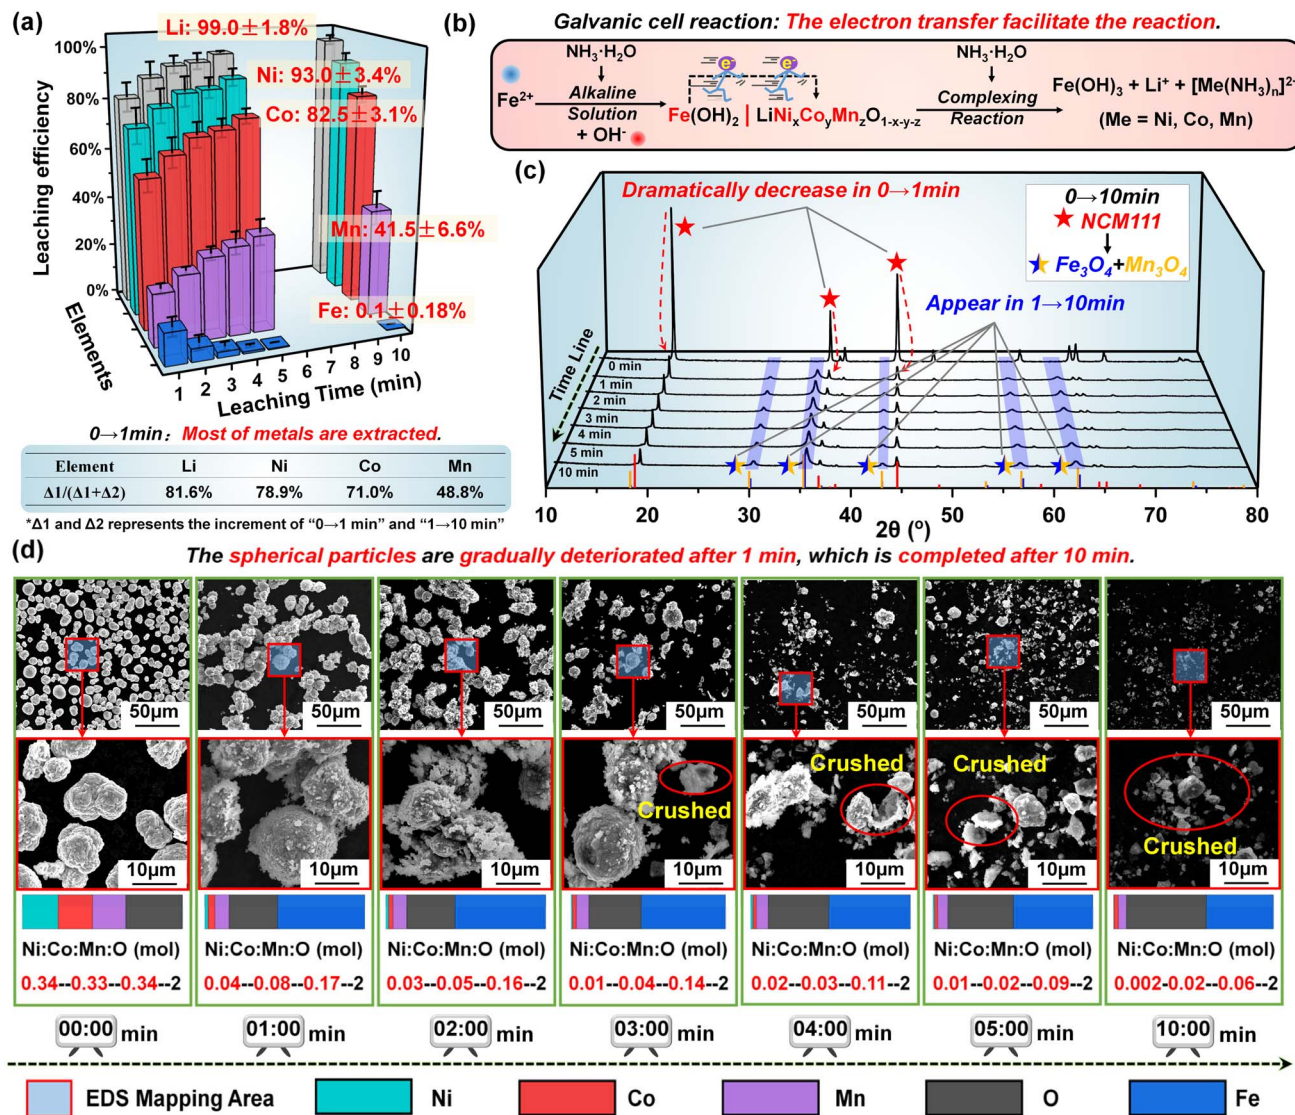 (a)
100%
80%
60%
40%
20%
0%
Leaching efficiency
Li: 99.0±1.8%
Ni: 93.0±3.4%
Co: 82.5±3.1%
Mn: 41.5±6.6%
Fe: 0.1±0.18%
Elements
1 2 3 4 5 6 7 8 9 10
Leaching Time (min)
0→1min: Most of metals are extracted.
Element Li Ni Co Mn
Δ1/(Δ1+Δ2) 81.6% 78.9% 71.0% 48.8%
*Δ1 and Δ2 represents the increment of “0→1 min” and “1→10 min”
(b)
Galvanic cell reaction: The electron transfer facilitate the reaction.
NH₃·H₂O
Fe²⁺
Alkaline
Solution
+ OH⁻
e⁻ e⁻
Fe(OH)₂ | LiNiₓCoᵧMn_zO₁₋ₓ₋ᵧ₋z
NH₃·H₂O
Complexing
Reaction
Fe(OH)₃ + Li⁺ + [Me(NH₃)ₙ]²⁺
(Me = Ni, Co, Mn)
(c)
Dramatically decrease in 0→1min
0→10min
NCM111
Fe₃O₄+Mn₃O₄
Appear in 1→10min
Time Line
0 min
1 min
2 min
3 min
4 min
5 min
10 min
10 20 30 40 50 60 70 80
2θ (°)
(d)
The spherical particles are gradually deteriorated after 1 min, which is completed after 10 min.
50μm 50μm 50μm 50μm 50μm 50μm 50μm
Crushed Crushed Crushed Crushed
10μm 10μm 10μm 10μm 10μm 10μm 10μm
Ni:Co:Mn:O (mol) Ni:Co:Mn:O (mol) Ni:Co:Mn:O (mol) Ni:Co:Mn:O (mol) Ni:Co:Mn:O (mol) Ni:Co:Mn:O (mol) Ni:Co:Mn:O (mol)
0.34--0.33--0.34--2 0.04--0.08--0.17--2 0.03--0.05--0.16--2 0.01--0.04--0.14--2 0.02--0.03--0.11--2 0.01--0.02--0.09--2 0.002-0.02--0.06--2
00:00 min 01:00 min 02:00 min 03:00 min 04:00 min 05:00 min 10:00 min
EDS Mapping Area Ni Co Mn O Fe